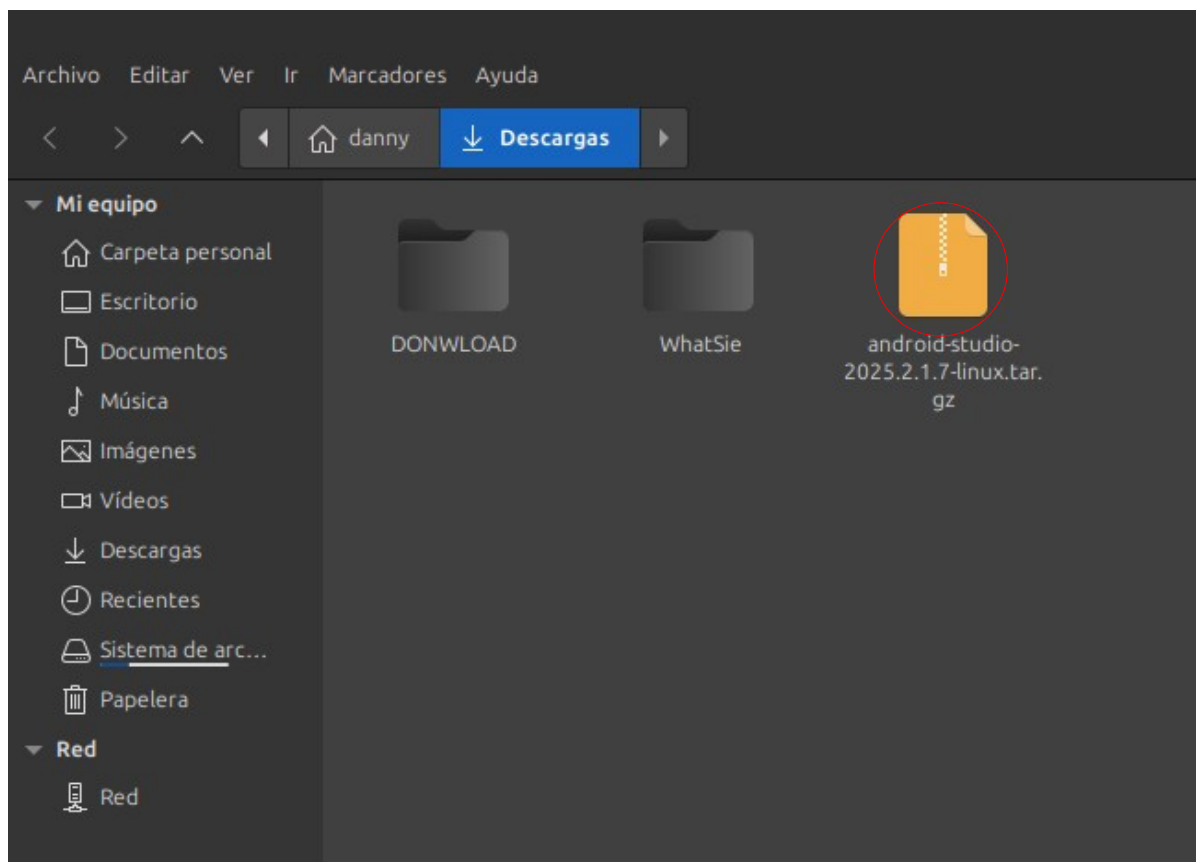 Archivo Editar Ver Ir Marcadores Ayuda
danny Descargas
Mi equipo
Carpeta personal
Escritorio
Documentos
Música
Imágenes
Vídeos
Descargas
Recientes
Sistema de arc...
Papelera
Red
Red
DONWLOAD
WhatSie
android-studio-
2025.2.1.7-linux.tar.
gz